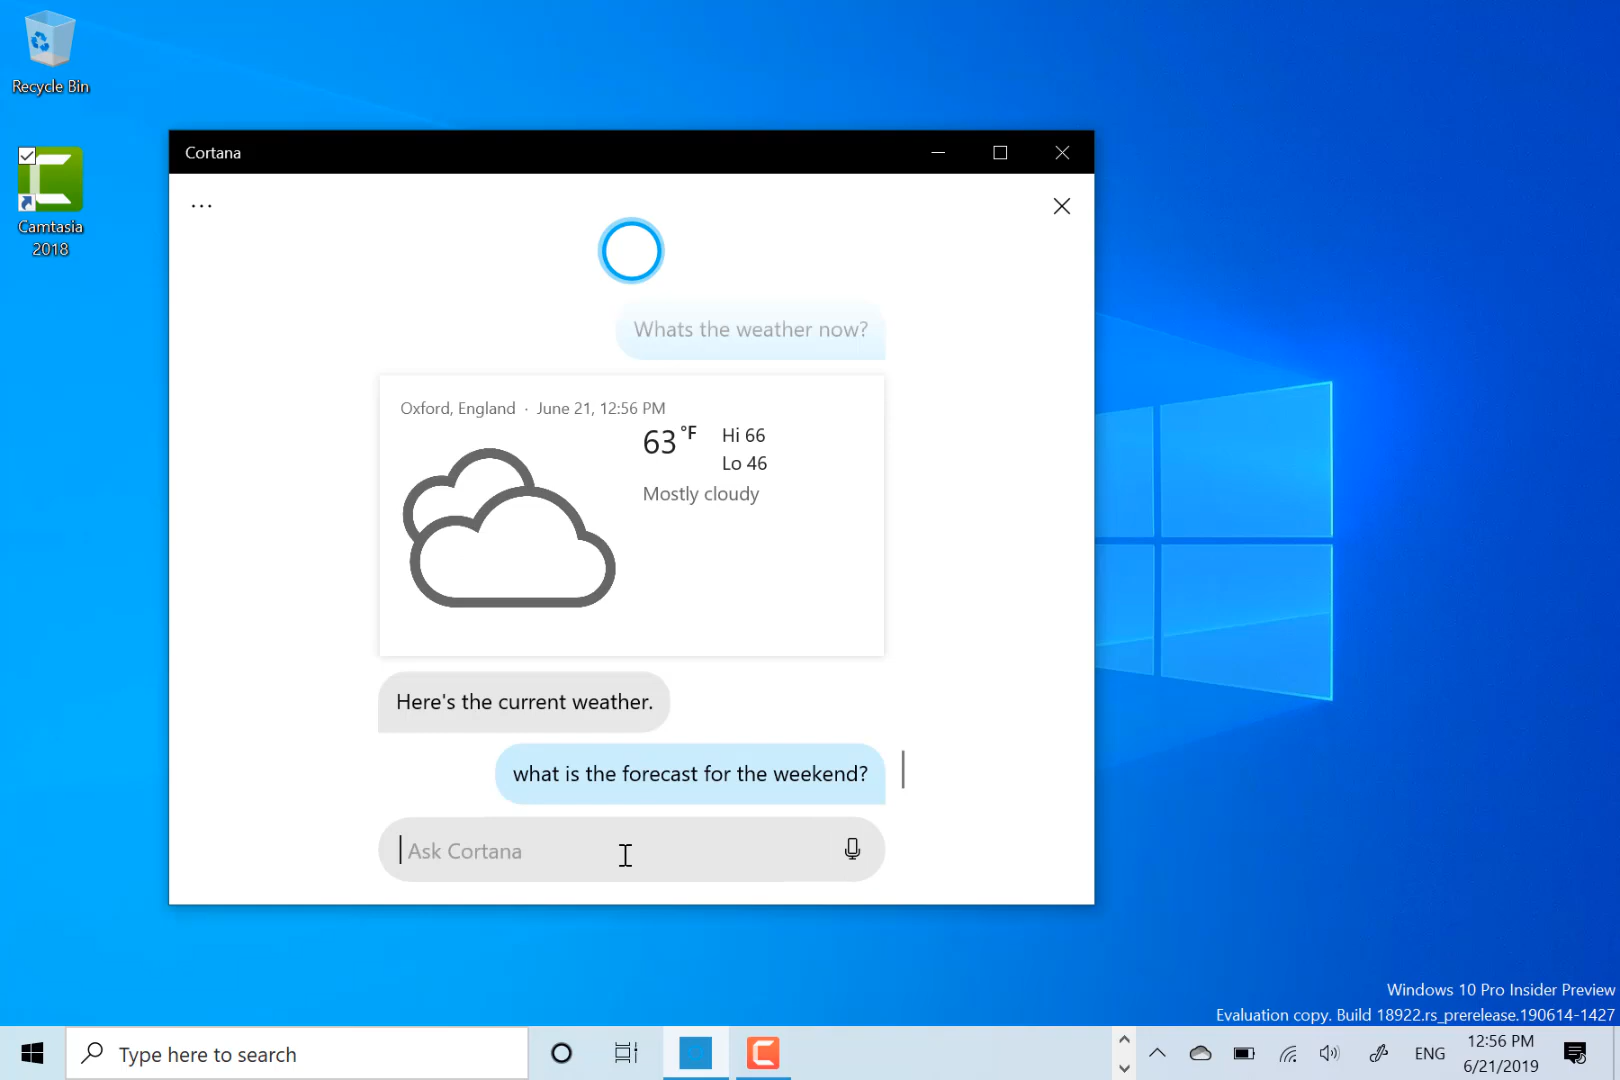 Recycle Bin
Camtasia
2018
Cortana
...
Whats the weather now?
Oxford, England · June 21, 12:56 PM
63 °F
Hi 66
Lo 46
Mostly cloudy
Here's the current weather.
what is the forecast for the weekend?
Ask Cortana
Windows 10 Pro Insider Preview
Evaluation copy. Build 18922.rs_prerelease.190614-1427
Type here to search
ENG
12:56 PM
6/21/2019